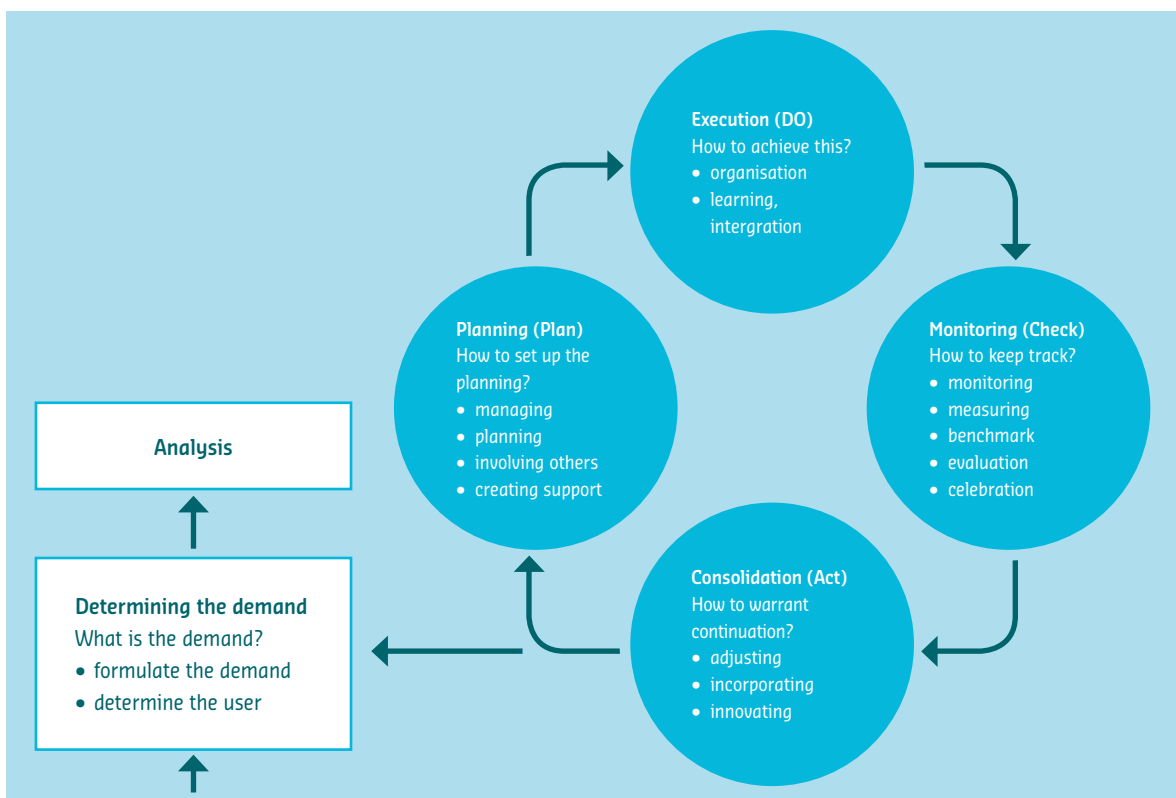 Execution (DO)
How to achieve this?
• organisation
• learning,
intergration
Planning (Plan)
How to set up the
planning?
• managing
• planning
• involving others
• creating support
Monitoring (Check)
How to keep track?
• monitoring
• measuring
• benchmark
• evaluation
• celebration
Analysis
Determining the demand
What is the demand?
• formulate the demand
• determine the user
Consolidation (Act)
How to warrant
continuation?
• adjusting
• incorporating
• innovating